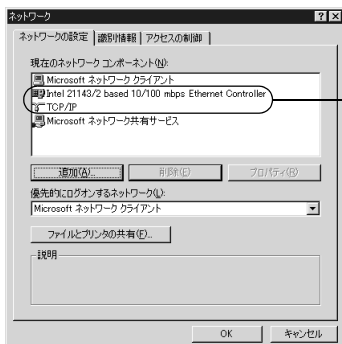 ネットワーク
ネットワークの設定 識別情報 アクセスの制御
現在のネットワーク コンポーネント(N):
Microsoft ネットワーク クライアント
Intel 21143/2 based 10/100 mbps Ethernet Controller
TCP/IP
Microsoft ネットワーク共有サービス
追加(A)... 削除(E) プロパティ(R)
優先的にログオンするネットワーク(L):
Microsoft ネットワーク クライアント
ファイルとプリンタの共有(F)...
説明
OK キャンセル